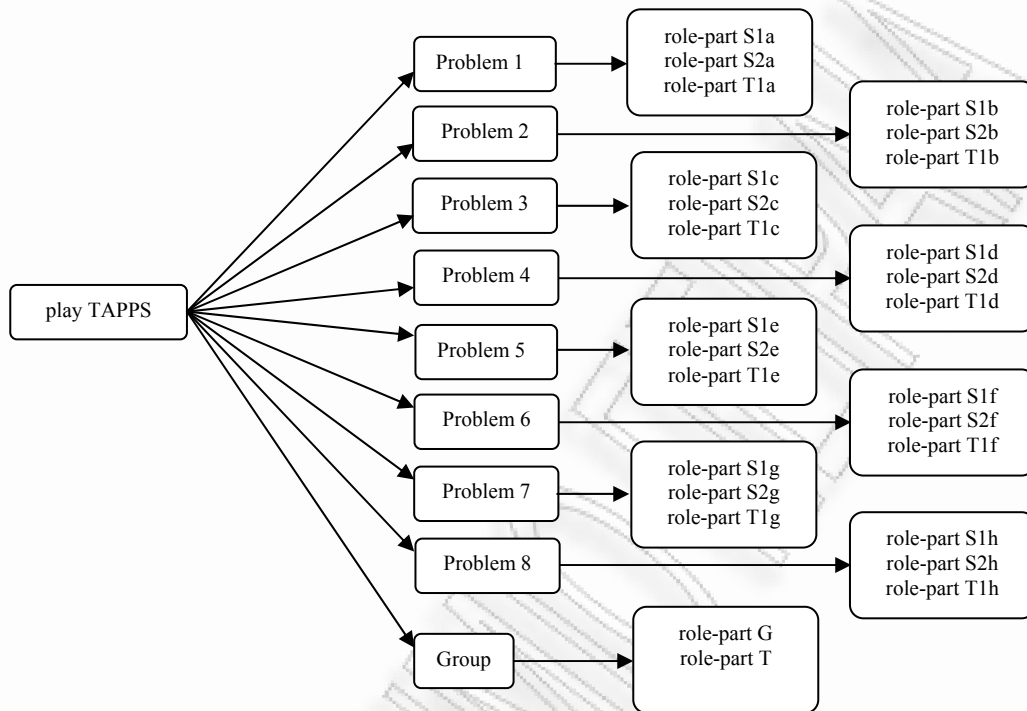 play TAPPS
Problem 1
role-part S1a
role-part S2a
role-part T1a
Problem 2
role-part S1b
role-part S2b
role-part T1b
Problem 3
role-part S1c
role-part S2c
role-part T1c
Problem 4
role-part S1d
role-part S2d
role-part T1d
Problem 5
role-part S1e
role-part S2e
role-part T1e
Problem 6
role-part S1f
role-part S2f
role-part T1f
Problem 7
role-part S1g
role-part S2g
role-part T1g
Problem 8
role-part S1h
role-part S2h
role-part T1h
Group
role-part G
role-part T